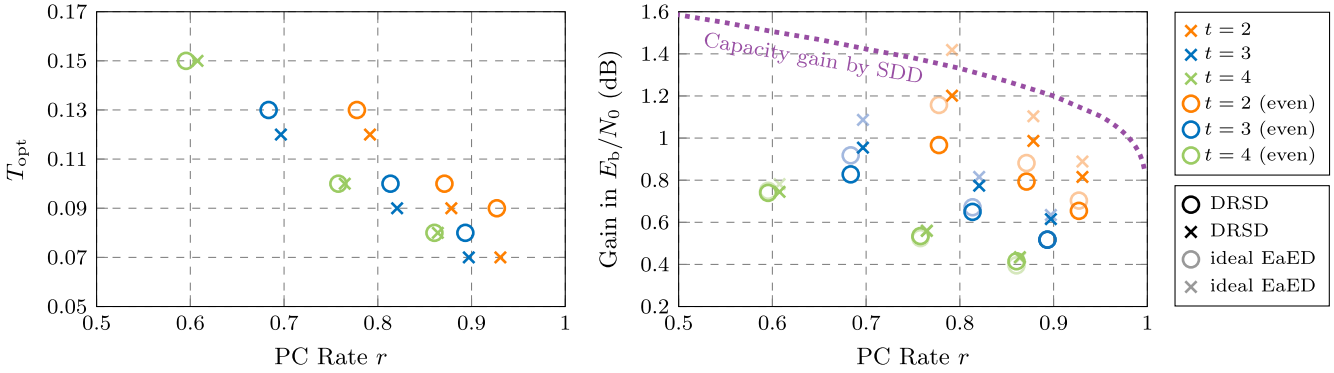 0.17
0.15
0.13
0.11
0.09
0.07
0.05
T_opt
0.5 0.6 0.7 0.8 0.9 1
PC Rate r
1.6
1.4
1.2
1
0.8
0.6
0.4
0.2
Gain in E_b/N_0 (dB)
Capacity gain by SDD
0.5 0.6 0.7 0.8 0.9 1
PC Rate r
t = 2
t = 3
t = 4
t = 2 (even)
t = 3 (even)
t = 4 (even)
DRSD
DRSD
ideal EaED
ideal EaED